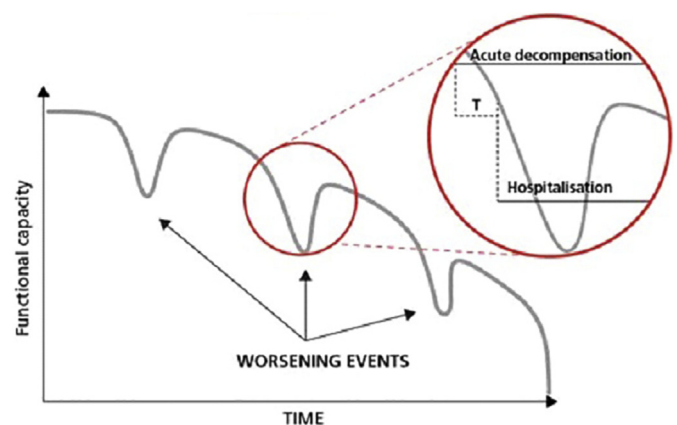 Acute decompensation
T
Hospitalisation
Functional capacity
WORSENING EVENTS
TIME